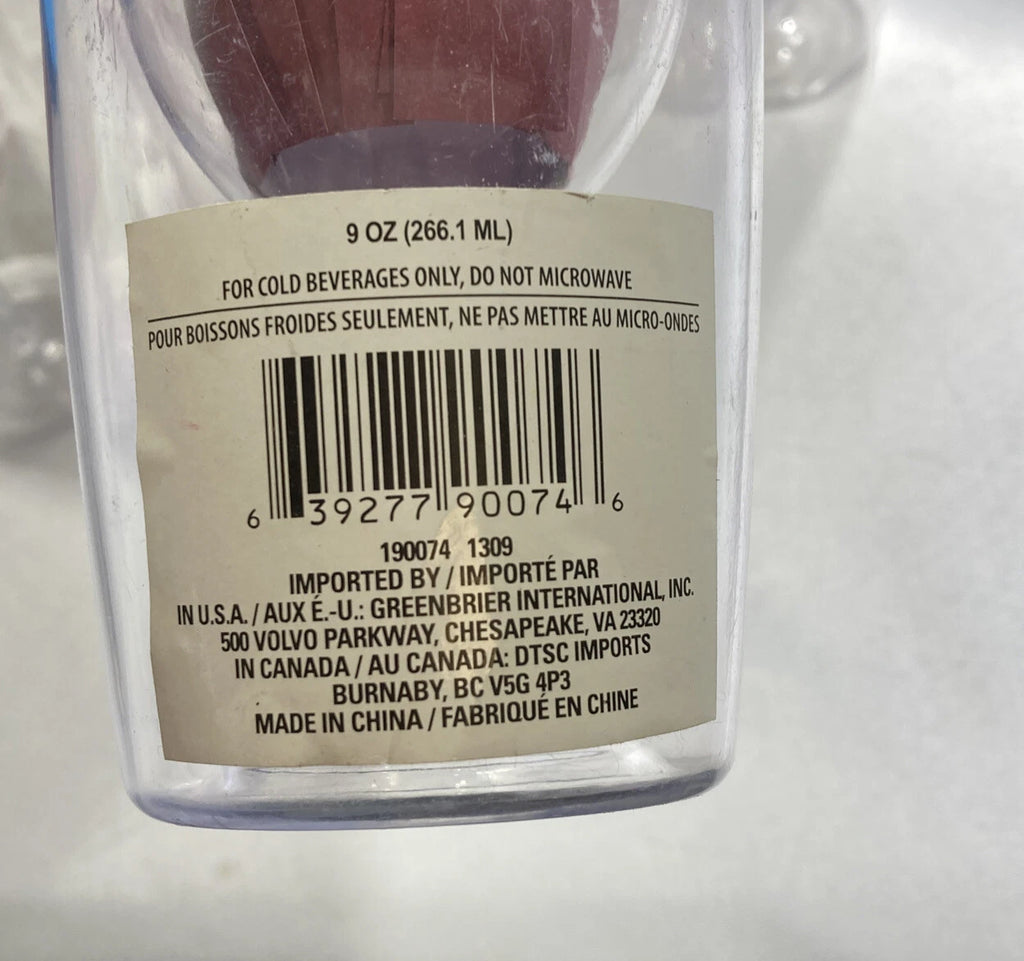 9 OZ (266.1 ML)
FOR COLD BEVERAGES ONLY, DO NOT MICROWAVE
POUR BOISSONS FROIDES SEULEMENT, NE PAS METTRE AU MICRO-ONDES
6 39277 90074 6
190074 1309
IMPORTED BY / IMPORTÉ PAR
IN U.S.A. / AUX É.-U.: GREENBRIER INTERNATIONAL, INC.
500 VOLVO PARKWAY, CHESAPEAKE, VA 23320
IN CANADA / AU CANADA: DTSC IMPORTS
BURNABY, BC V5G 4P3
MADE IN CHINA / FABRIQUÉ EN CHINE